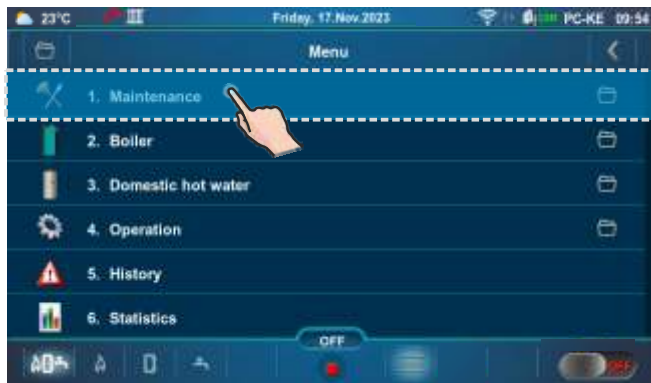 23°C Friday, 17.Nov.2023 PC-KE 09:54
Menu
1. Maintenance
2. Boiler
3. Domestic hot water
4. Operation
5. History
6. Statistics
OFF
OFF